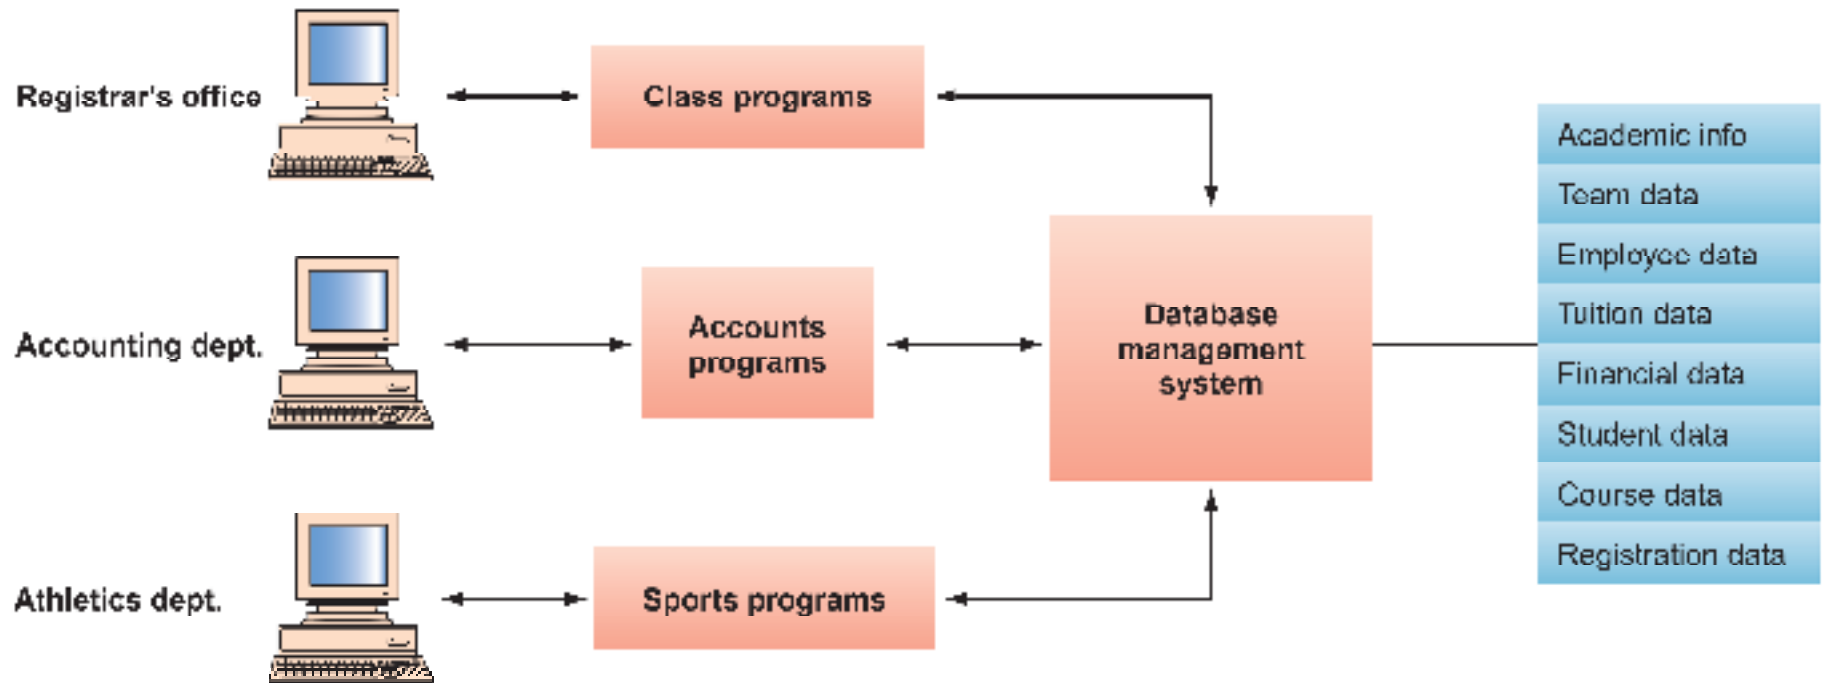 Registrar's office
Class programs
Accounting dept.
Accounts
programs
Athletics dept.
Sports programs
Database
management
system
Academic info
Team data
Employee data
Tuition data
Financial data
Student data
Course data
Registration data